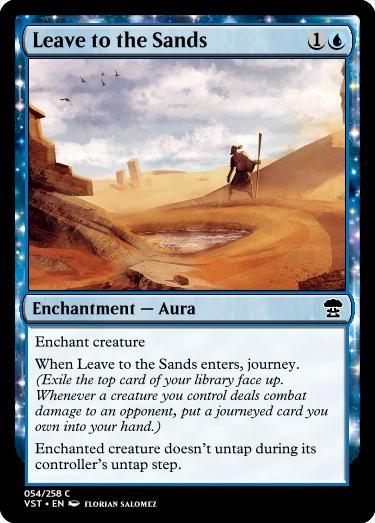 Leave to the Sands 1
Enchantment — Aura
Enchant creature
When Leave to the Sands enters, journey.
(Exile the top card of your library face up.
Whenever a creature you control deals combat
damage to an opponent, put a journeyed card you
own into your hand.)
Enchanted creature doesn't untap during its
controller's untap step.
054/258 C
VST • EN FLORIAN SALOMEZ